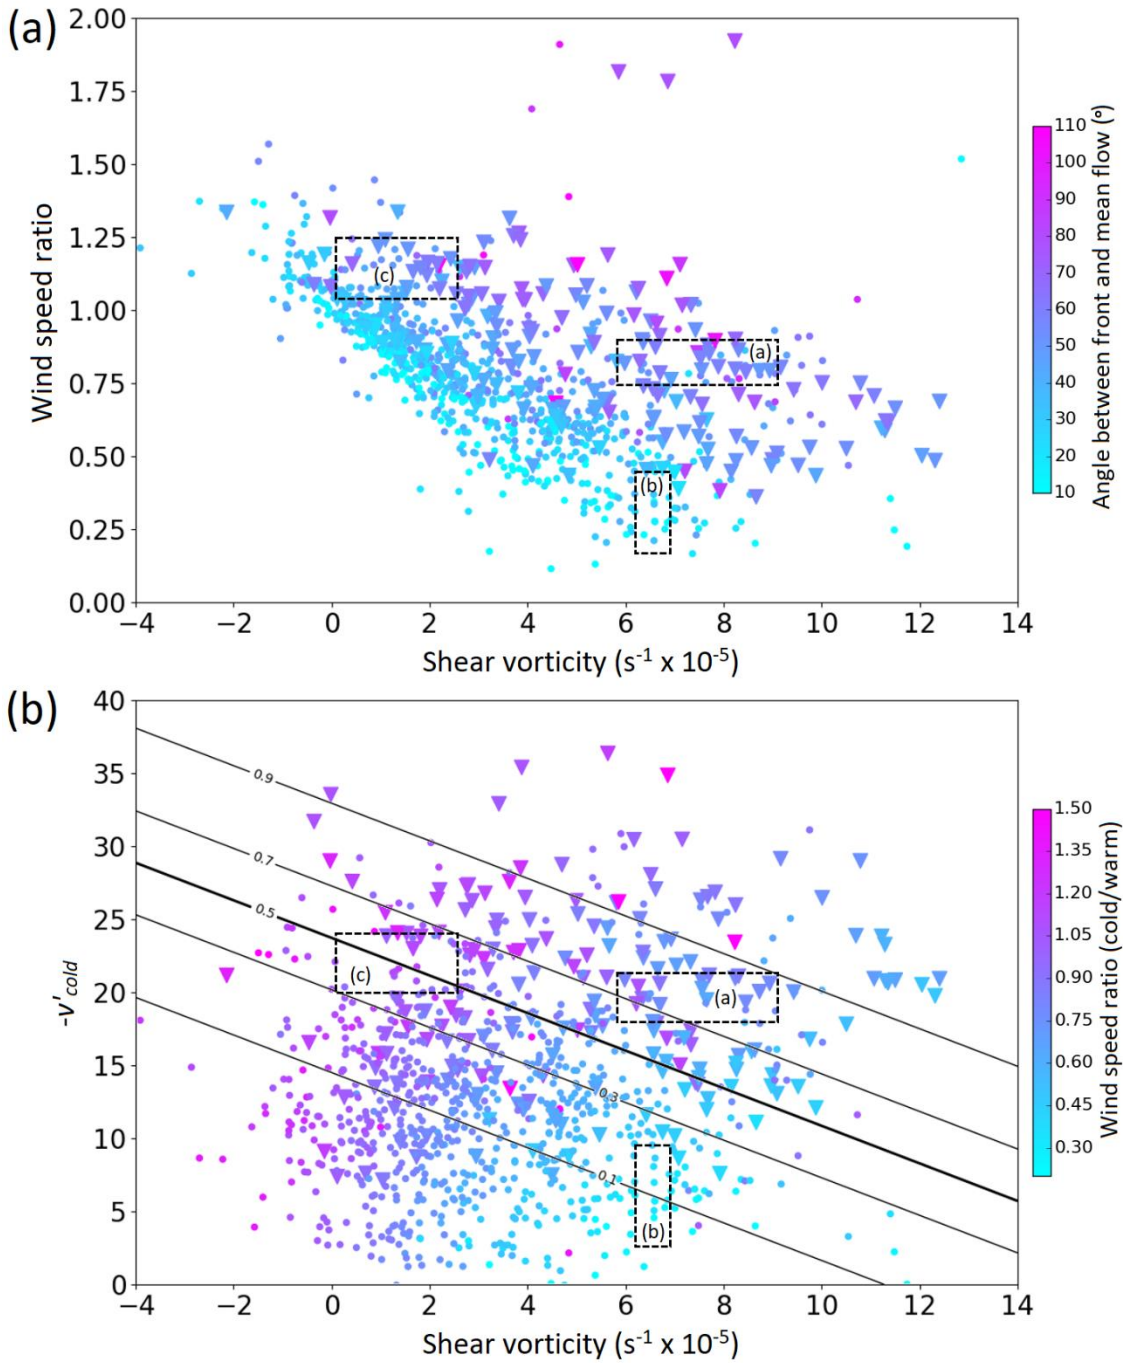 (a)
2.00
1.75
1.50
1.25
1.00
0.75
0.50
0.25
0.00
Wind speed ratio
(c)
(a)
(b)
−4 −2 0 2 4 6 8 10 12 14
Shear vorticity (s⁻¹ x 10⁻⁵)
110
100
90
80
70
60
50
40
30
20
10
Angle between front and mean flow (°)
(b)
40
35
30
25
20
15
10
5
0
-v'cold
0.9
0.7
0.5
0.3
0.1
(c)
(a)
(b)
−4 −2 0 2 4 6 8 10 12 14
Shear vorticity (s⁻¹ x 10⁻⁵)
1.50
1.35
1.20
1.05
0.90
0.75
0.60
0.45
0.30
Wind speed ratio (cold/warm)